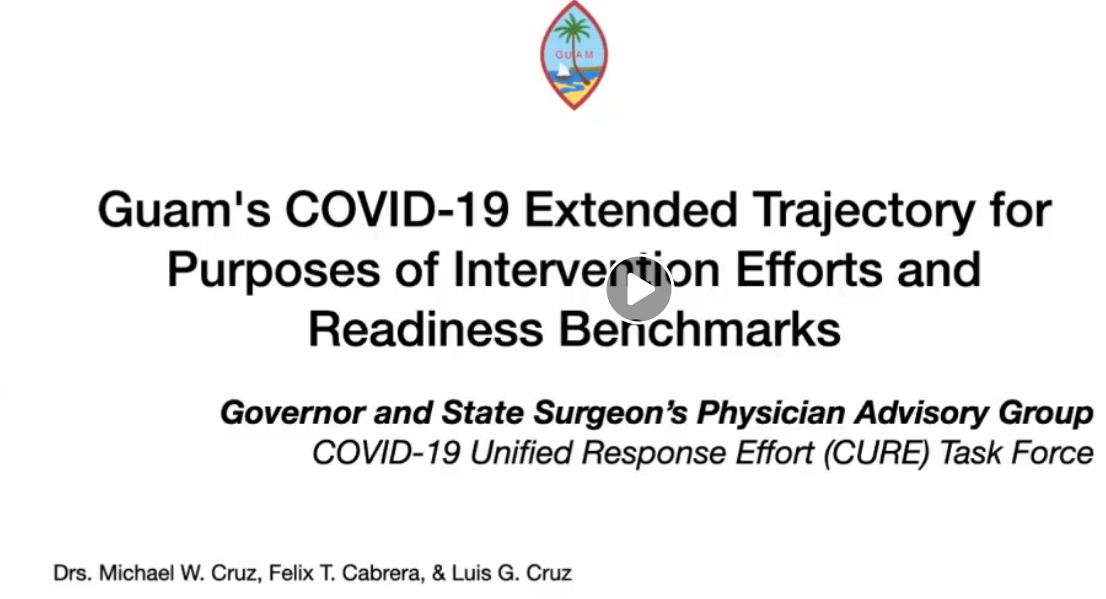 GUAM
Guam's COVID-19 Extended Trajectory for
Purposes of Intervention Efforts and
Readiness Benchmarks
Governor and State Surgeon’s Physician Advisory Group
COVID-19 Unified Response Effort (CURE) Task Force
Drs. Michael W. Cruz, Felix T. Cabrera, & Luis G. Cruz